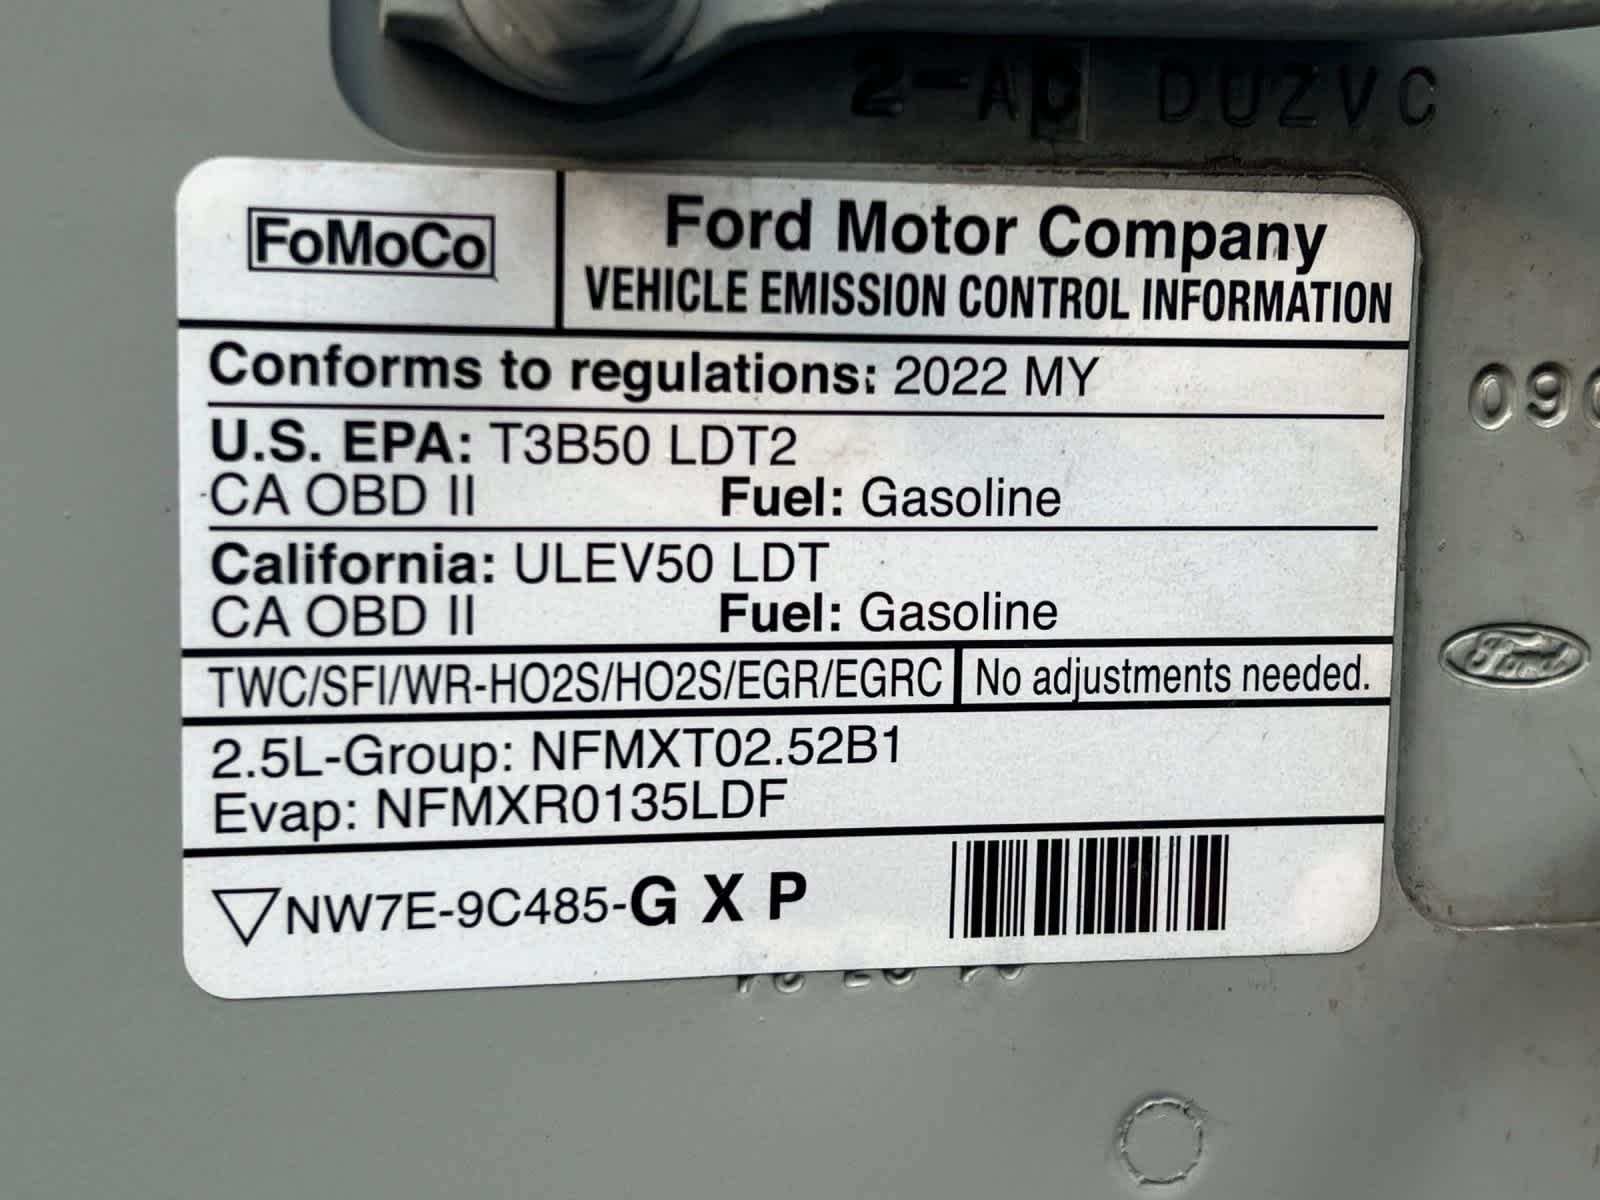 2-AC DUZVC
FoMoCo
Ford Motor Company
VEHICLE EMISSION CONTROL INFORMATION
Conforms to regulations: 2022 MY
U.S. EPA: T3B50 LDT2
CA OBD II Fuel: Gasoline
California: ULEV50 LDT
CA OBD II Fuel: Gasoline
TWC/SFI/WR-HO2S/HO2S/EGR/EGRC No adjustments needed.
2.5L-Group: NFMXT02.52B1
Evap: NFMXR0135LDF
NW7E-9C485-G X P
Ford